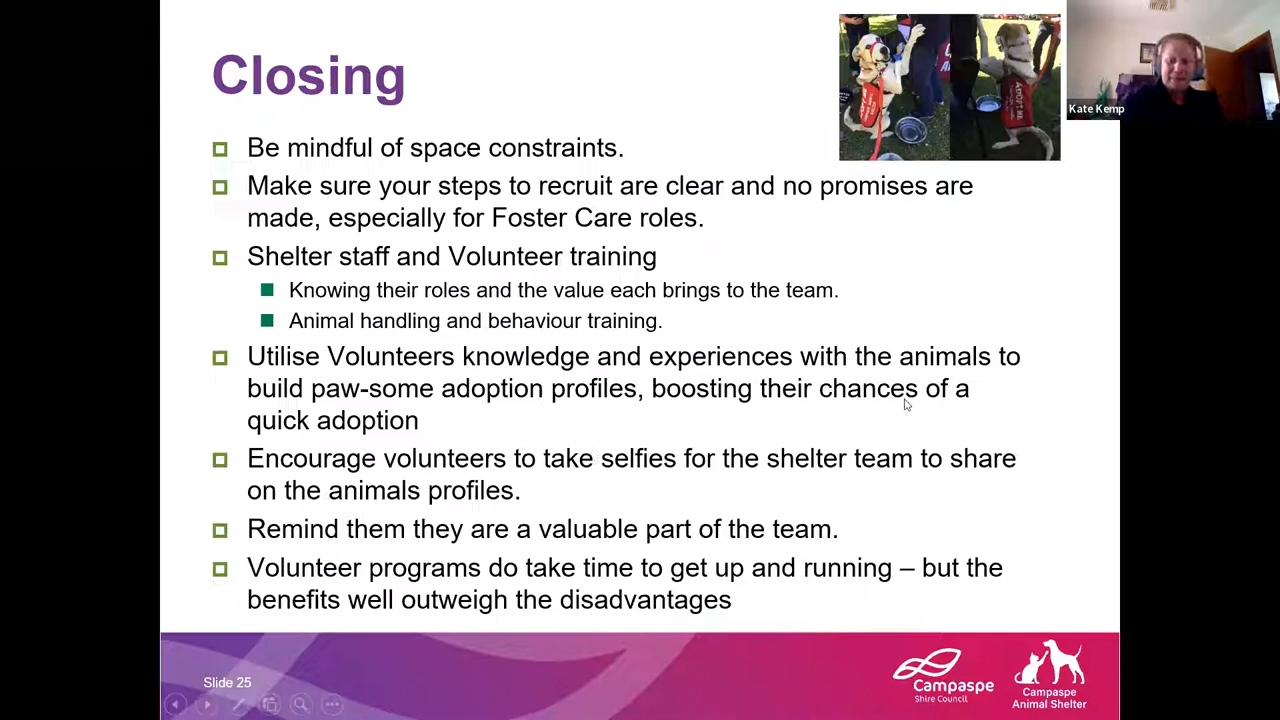 Closing
Kate Kemp
ADOPT ME
Be mindful of space constraints.
Make sure your steps to recruit are clear and no promises are
made, especially for Foster Care roles.
Shelter staff and Volunteer training
Knowing their roles and the value each brings to the team.
Animal handling and behaviour training.
Utilise Volunteers knowledge and experiences with the animals to
build paw-some adoption profiles, boosting their chances of a
quick adoption
Encourage volunteers to take selfies for the shelter team to share
on the animals profiles.
Remind them they are a valuable part of the team.
Volunteer programs do take time to get up and running – but the
benefits well outweigh the disadvantages
Slide 25
Campaspe
Shire Council
Campaspe
Animal Shelter